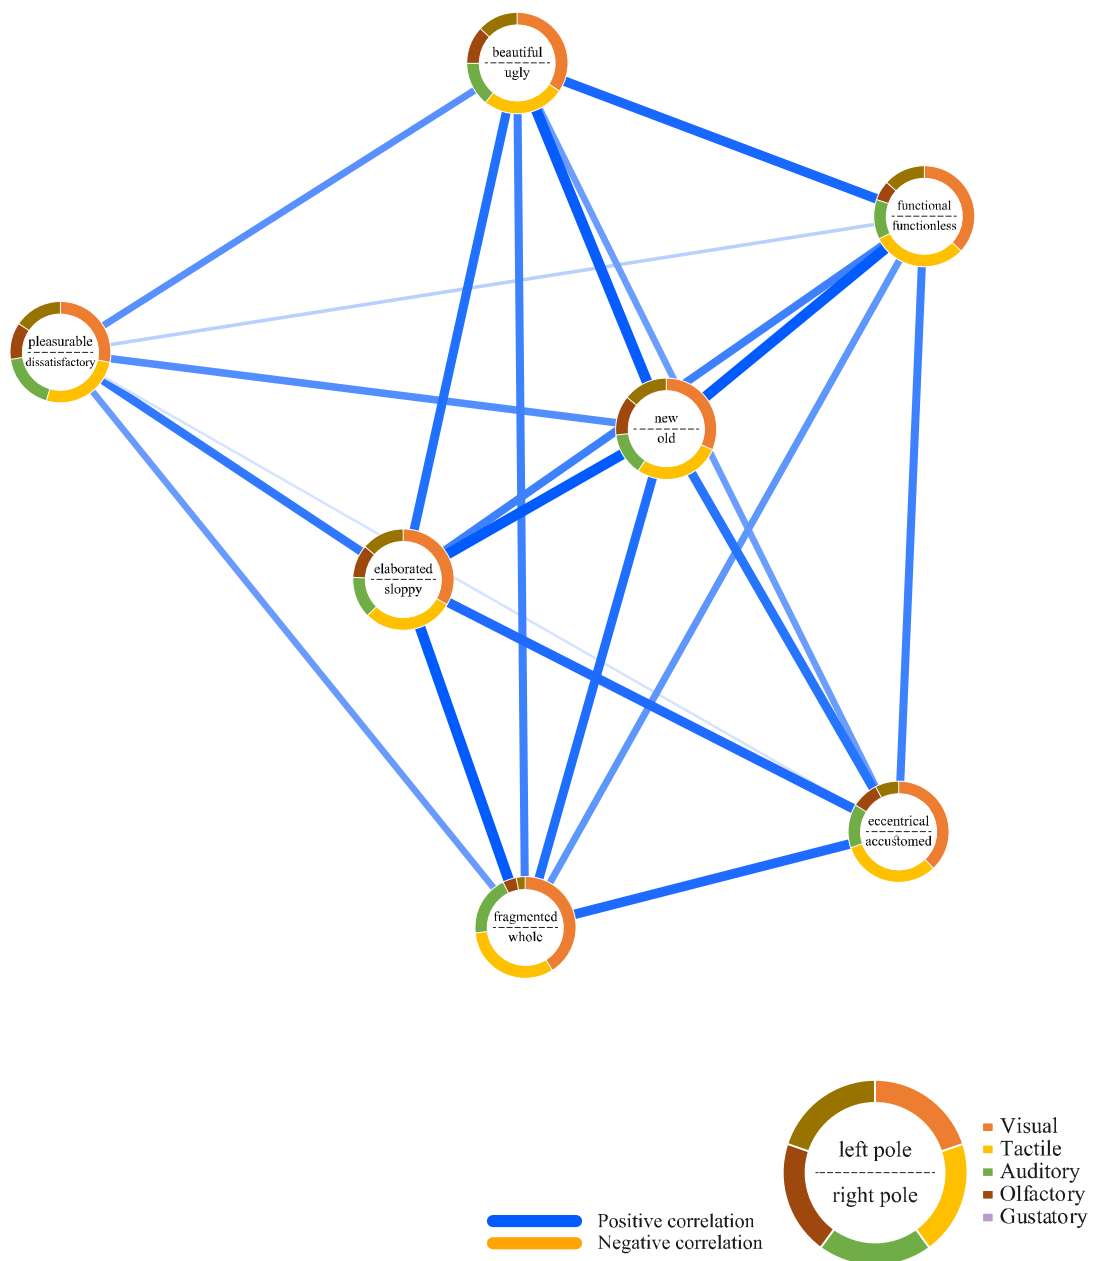 beautiful
ugly
functional
functionless
pleasurable
dissatisfactory
new
old
elaborated
sloppy
eccentrical
accustomed
fragmented
whole
left pole
right pole
Visual
Tactile
Auditory
Olfactory
Gustatory
Positive correlation
Negative correlation